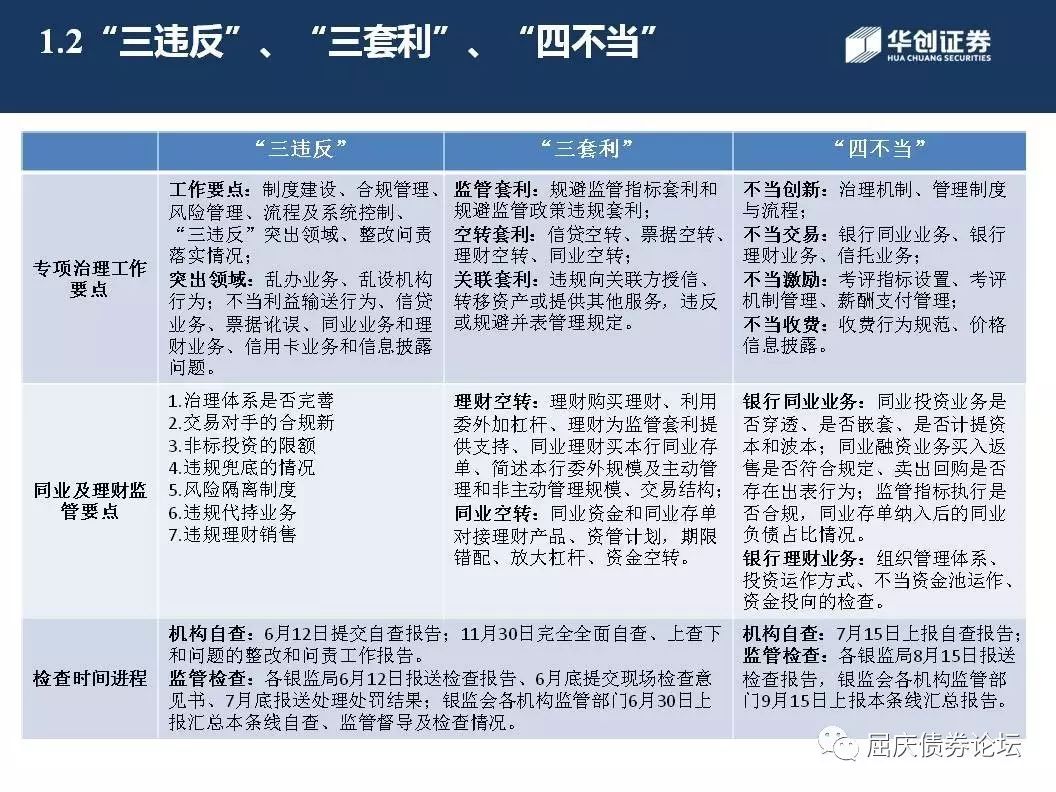 1.2“三违反”、“三套利”、“四不当”
华创证券
HUA CHUANG SECURITIES
“三违反”
“三套利”
“四不当”
专项治理工作
要点
工作要点：制度建设、合规管理、
风险管理、流程及系统控制、
“三违反”突出领域、整改问责
落实情况；
突出领域：乱办业务、乱设机构
行为；不当利益输送行为、信贷
业务、票据讹误、同业业务和理
财业务、信用卡业务和信息披露
问题。
监管套利：规避监管指标套利和
规避监管政策违规套利；
空转套利：信贷空转、票据空转、
理财空转、同业空转；
关联套利：违规向关联方授信、
转移资产或提供其他服务，违反
或规避并表管理规定。
不当创新：治理机制、管理制度
与流程；
不当交易：银行同业业务、银行
理财业务、信托业务；
不当激励：考评指标设置、考评
机制管理、薪酬支付管理；
不当收费：收费行为规范、价格
信息披露。
同业及理财监
管要点
1.治理体系是否完善
2.交易对手的合规新
3.非标投资的限额
4.违规兜底的情况
5.风险隔离制度
6.违规代持业务
7.违规理财销售
理财空转：理财购买理财、利用
委外加杠杆、理财为监管套利提
供支持、同业理财买本行同业存
单、简述本行委外规模及主动管
理和非主动管理规模、交易结构；
同业空转：同业资金和同业存单
对接理财产品、资管计划，期限
错配、放大杠杆、资金空转。
银行同业业务：同业投资业务是
否穿透、是否嵌套、是否计提资
本和波本；同业融资业务买入返
售是否符合规定、卖出回购是否
存在出表行为；监管指标执行是
否合规，同业存单纳入后的同业
负债占比情况。
银行理财业务：组织管理体系、
投资运作方式、不当资金池运作、
资金投向的检查。
检查时间进程
机构自查：6月12日提交自查报告；11月30日完全全面自查、上查下
和问题的整改和问责工作报告。
监管检查：各银监局6月12日报送检查报告、6月底提交现场检查意
见书、7月底报送处理处罚结果；银监会各机构监管部门6月30日上
报汇总本条线自查、监管督导及检查情况。
机构自查：7月15日上报自查报告；
监管检查：各银监局8月15日报送
检查报告，银监会各机构监管部
门9月15日上报本条线汇总报告。
屈庆债券论坛